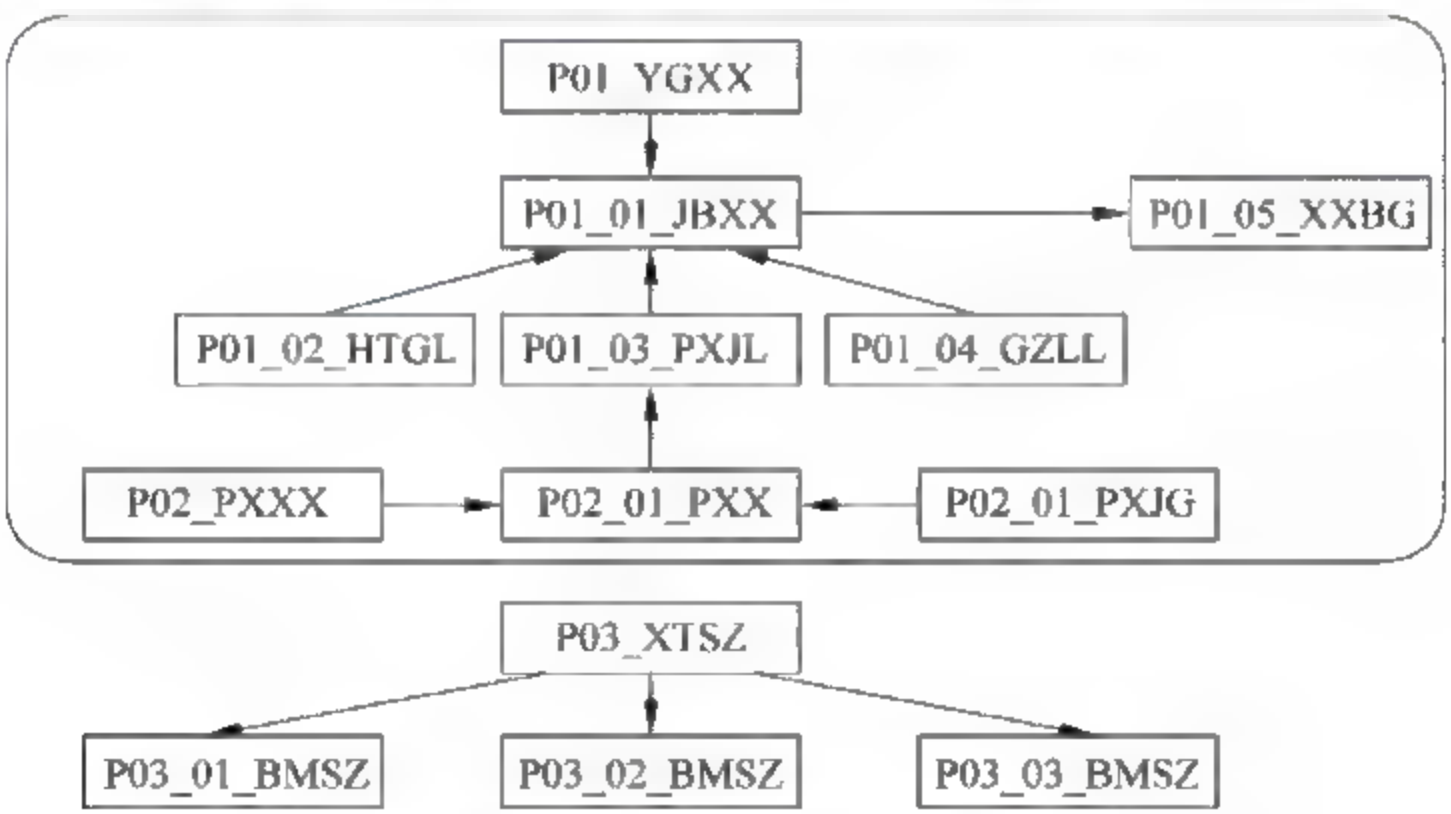 P01_YGXX
P01_01_JBXX
P01_05_XXBG
P01_02_HTGL
P01_03_PXJL
P01_04_GZLL
P02_PXXX
P02_01_PXX
P02_01_PXJG
P03_XTSZ
P03_01_BMSZ
P03_02_BMSZ
P03_03_BMSZ